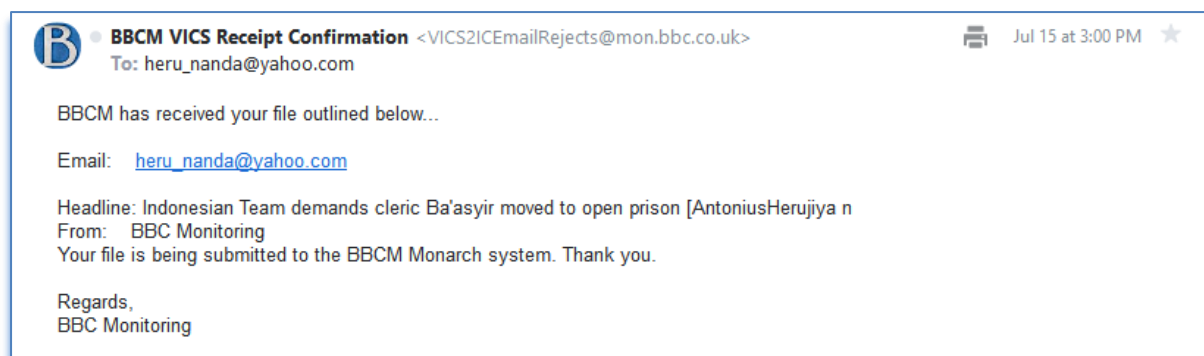 B
BBCM VICS Receipt Confirmation <VICS2ICEmailRejects@mon.bbc.co.uk> Jul 15 at 3:00 PM
To: heru_nanda@yahoo.com
BBCM has received your file outlined below...
Email: heru_nanda@yahoo.com
Headline: Indonesian Team demands cleric Ba'asyir moved to open prison [AntoniusHerujiya n
From: BBC Monitoring
Your file is being submitted to the BBCM Monarch system. Thank you.
Regards,
BBC Monitoring